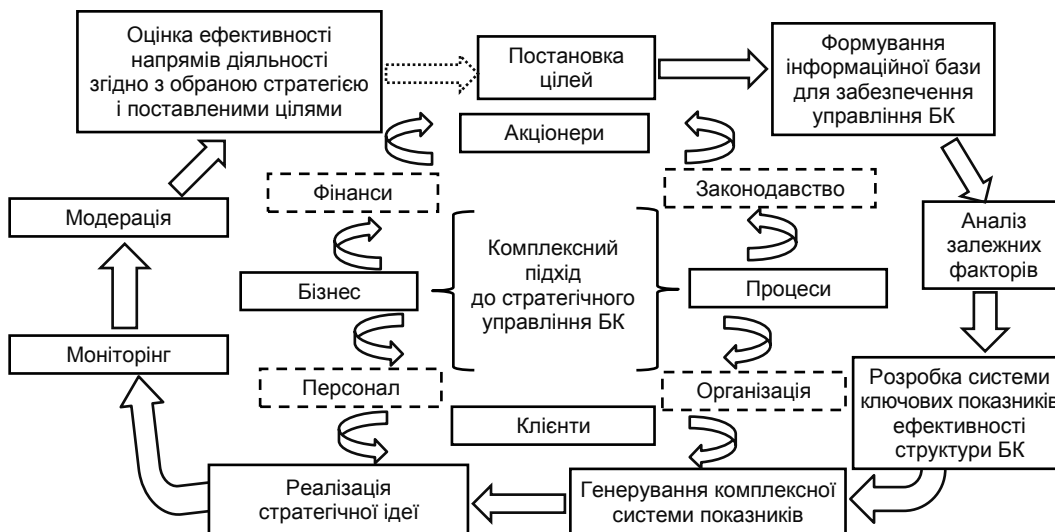 Оцінка ефективності
напрямів діяльності
згідно з обраною стратегією
і поставленими цілями
Постановка
цілей
Формування
інформаційної бази
для забезпечення
управління БК
Акціонери
Фінанси
Законодавство
Модерація
Аналіз
залежних
факторів
Комплексний
підхід
до стратегічного
управління БК
Бізнес
Процеси
Моніторінг
Персонал
Організація
Розробка системи
ключових показників
ефективності
структури БК
Клієнти
Реалізація
стратегічної ідеї
Генерування комплексної
системи показників